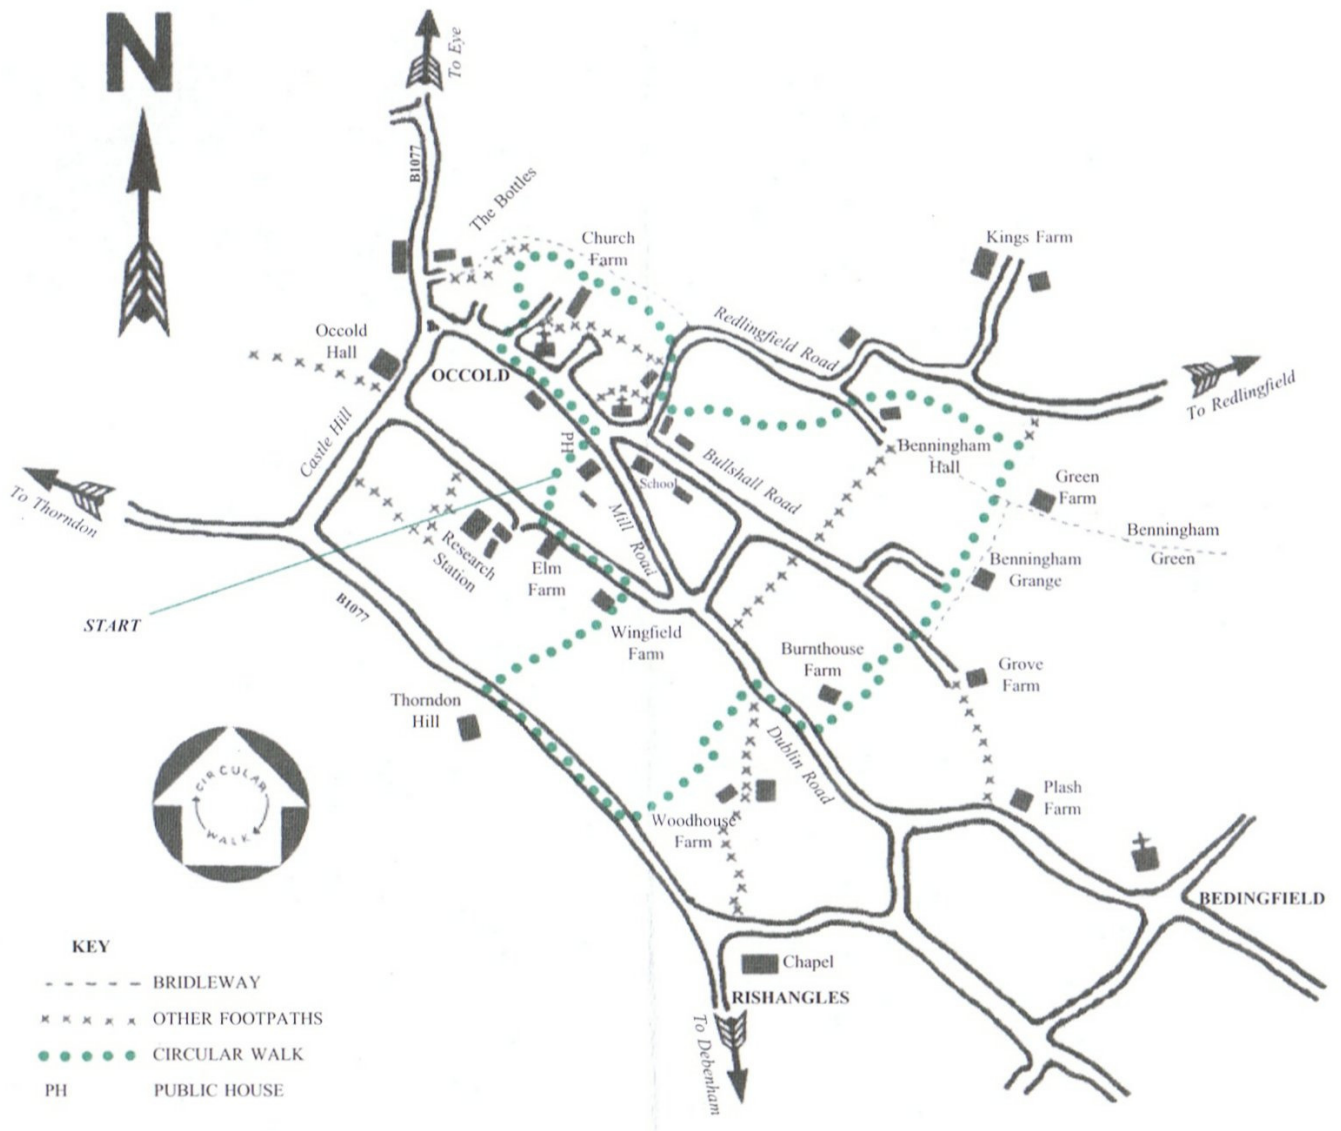 N
To Eye
B1077
The Bottles
Church
Farm
Kings Farm
Redlingfield Road
Occold
Hall
OCCOLD
To Redlingfield
Castle Hill
PH
Benningham
Hall
Bullshall Road
School
Green
Farm
To Thorndon
Mill Road
Benningham
Green
Research
Station
Elm
Farm
Benningham
Grange
START
B1077
Wingfield
Farm
Burnthouse
Farm
Grove
Farm
Thorndon
Hill
Dublin Road
CIRCULAR
WALK
Woodhouse
Farm
Plash
Farm
BEDINGFIELD
KEY
Chapel
BRIDLEWAY
RISHANGLES
OTHER FOOTPATHS
To Debenham
CIRCULAR WALK
PH PUBLIC HOUSE